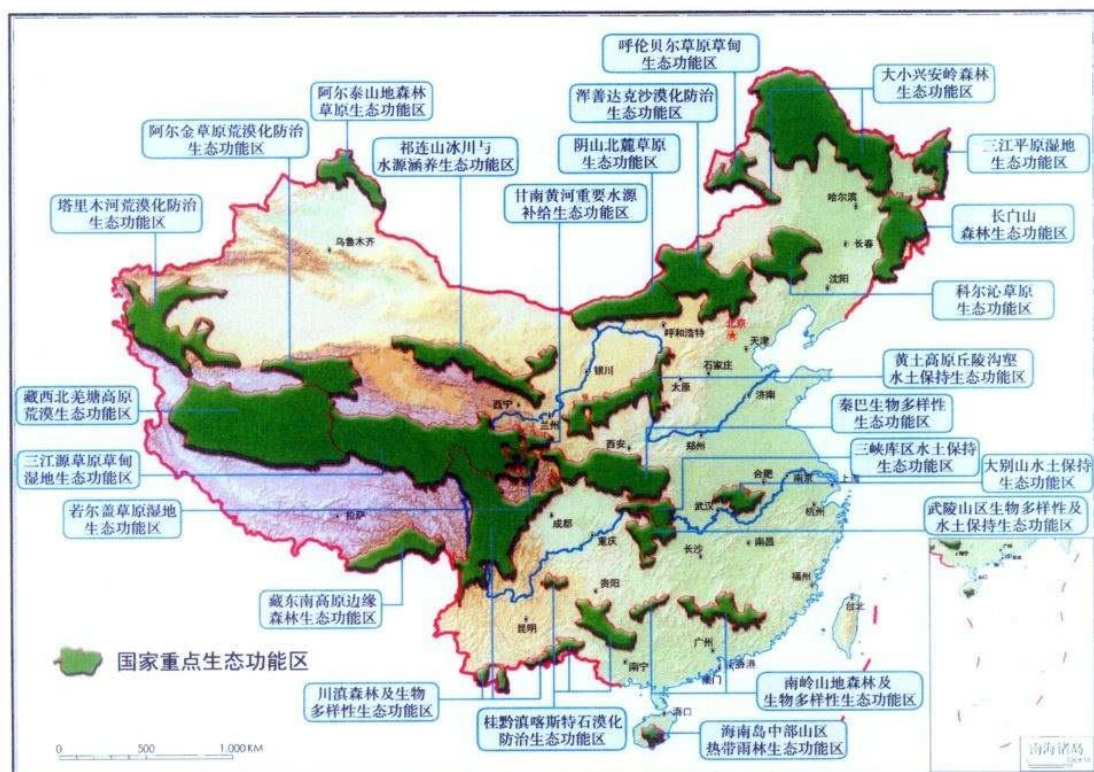 呼伦贝尔草原草甸
生态功能区
大小兴安岭森林
生态功能区
阿尔泰山地森林
草原生态功能区
浑善达克沙漠化防治
生态功能区
阿尔金草原荒漠化防治
生态功能区
祁连山冰川与
水源涵养生态功能区
阴山北麓草原
生态功能区
三江平原湿地
生态功能区
塔里木河荒漠化防治
生态功能区
甘南黄河重要水源
补给生态功能区
长白山
森林生态功能区
哈尔滨
长春
乌鲁木齐
沈阳
科尔沁草原
生态功能区
呼和浩特
北京
天津
银川
石家庄
太原
黄土高原丘陵沟壑
水土保持生态功能区
济南
西宁
兰州
藏西北羌塘高原
荒漠生态功能区
秦巴生物多样性
生态功能区
西安
郑州
三江源草原草甸
湿地生态功能区
三峡库区水土保持
生态功能区
大别山水土保持
生态功能区
合肥
南京
上海
若尔盖草原湿地
生态功能区
拉萨
成都
武汉
杭州
武陵山区生物多样性及
水土保持生态功能区
重庆
长沙
南昌
藏东南高原边缘
森林生态功能区
贵阳
福州
台北
昆明
国家重点生态功能区
南宁
广州
香港
澳门
川滇森林及生物
多样性生态功能区
桂黔滇喀斯特石漠化
防治生态功能区
南岭山地森林及
生物多样性生态功能区
海口
海南岛中部山区
热带雨林生态功能区
0
500
1,000 KM
南海诸岛